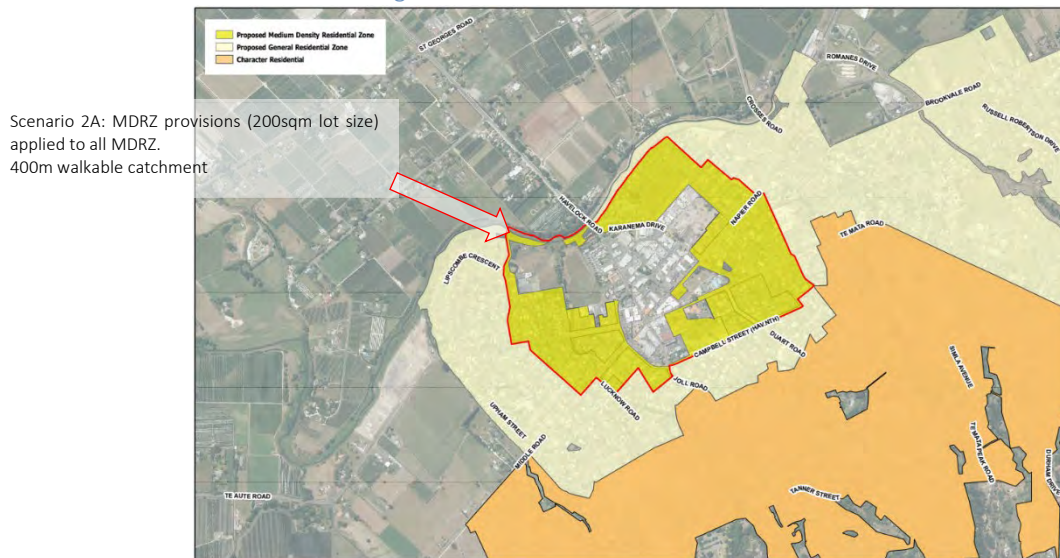 Proposed Medium Density Residential Zone
Proposed General Residential Zone
Character Residential
Scenario 2A: MDRZ provisions (200sqm lot size)
applied to all MDRZ.
400m walkable catchment
ST GEORGES ROAD
ROMANES DRIVE
BROOKVALE ROAD
CROSSES ROAD
RUSSELL ROBERTSON DRIVE
HAVELOCK ROAD
KARANEMA DRIVE
NAPIER ROAD
TE MATA ROAD
LIPSCOMBE CRESCENT
CAMPBELL STREET (HAV.NTH)
DUART ROAD
SIMLA AVENUE
JOLL ROAD
LUCKNOW ROAD
UPHAM STREET
MIDDLE ROAD
TE MATA PEAK ROAD
DURHAM DRIVE
TE AUTE ROAD
TANNER STREET